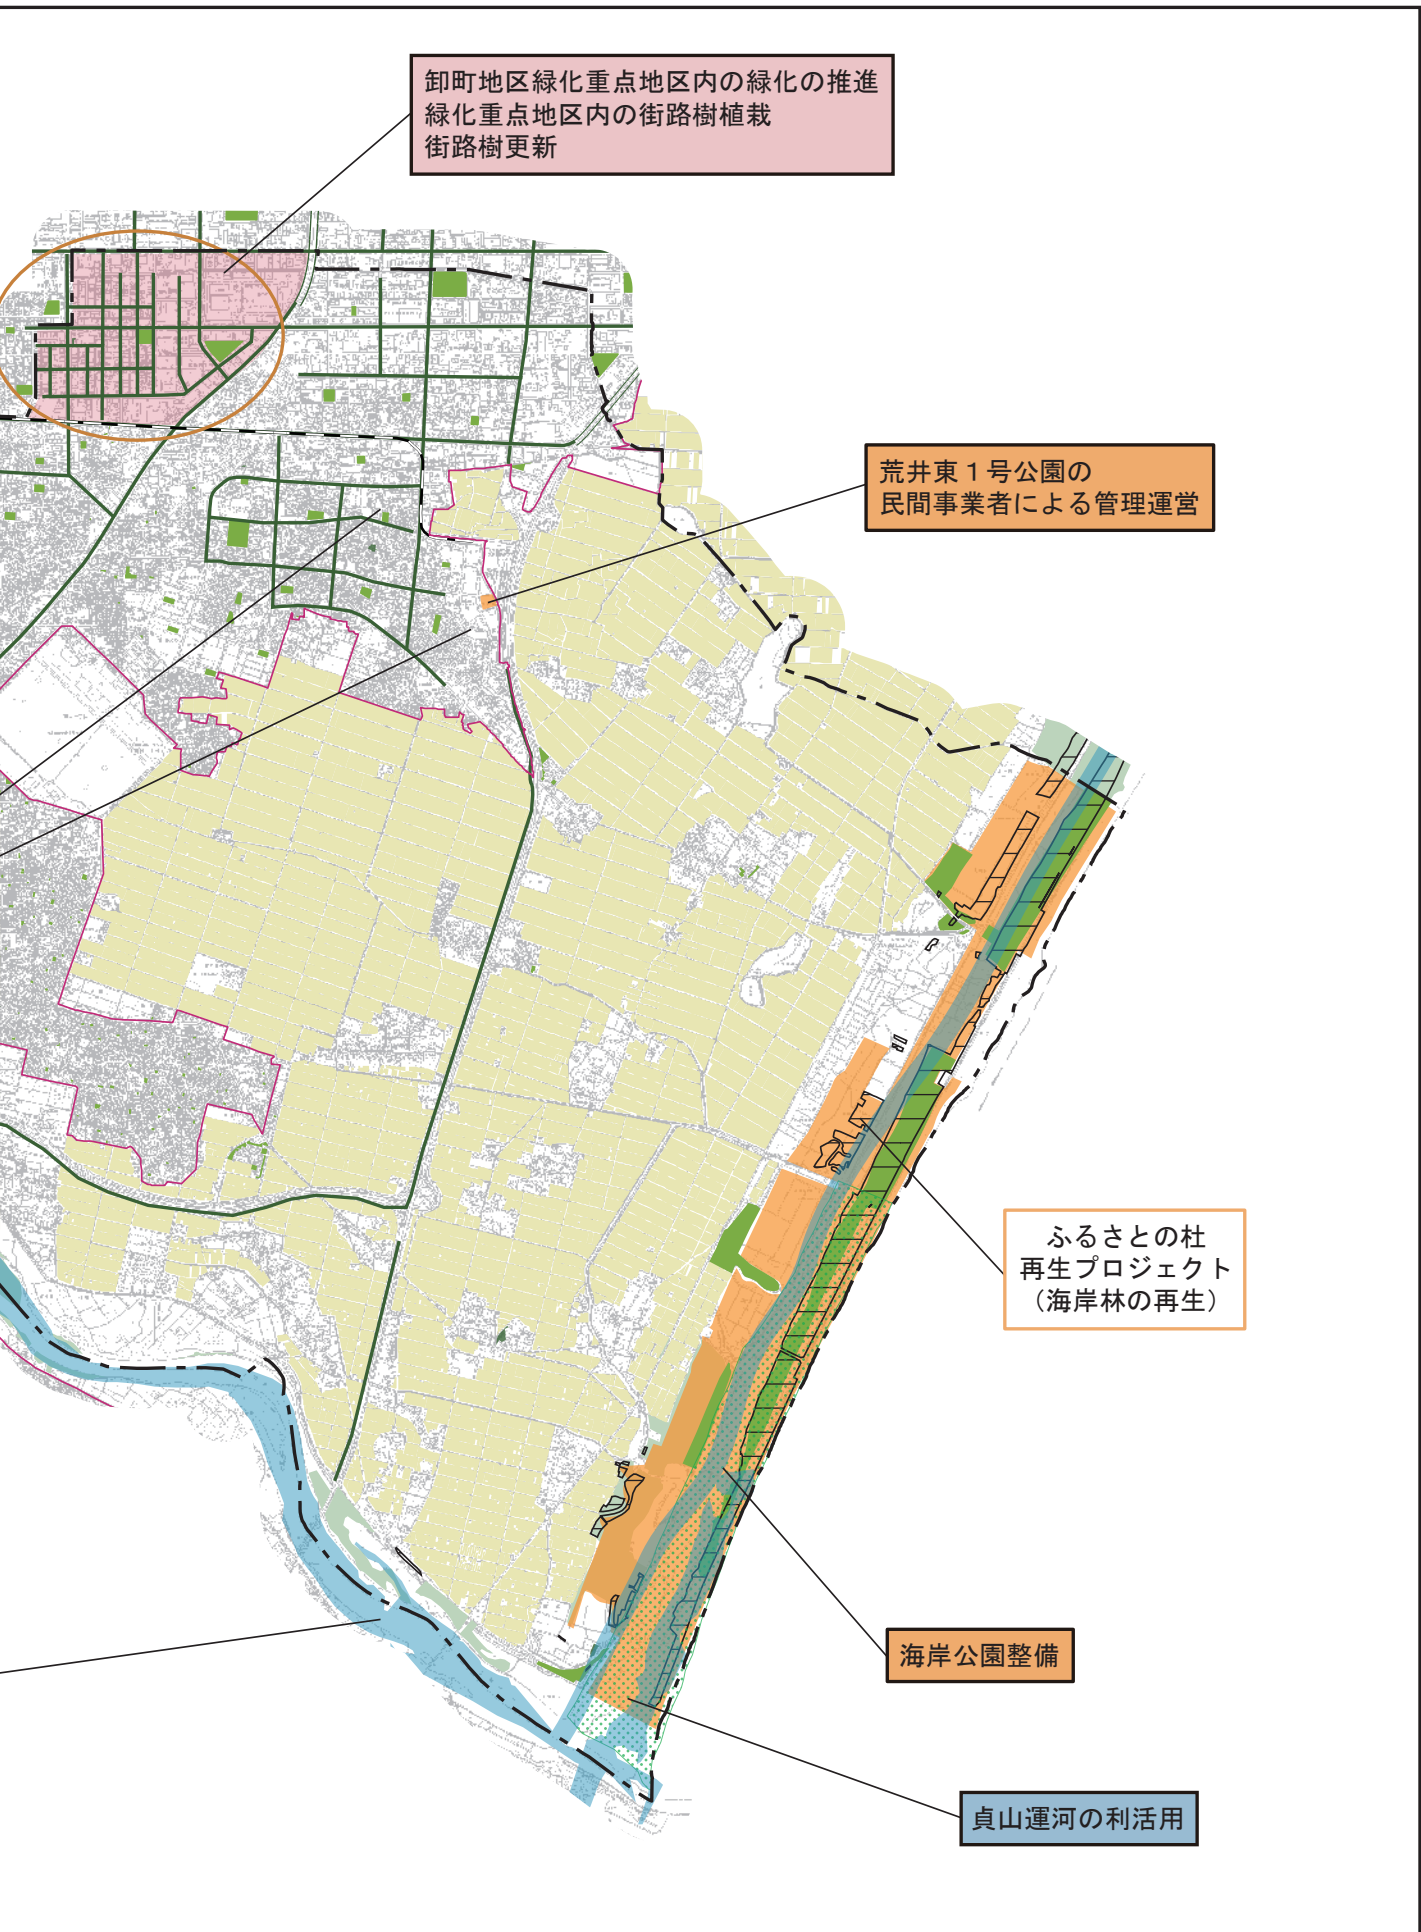 卸町地区緑化重点地区内の緑化の推進
緑化重点地区内の街路樹植栽
街路樹更新
荒井東１号公園の
民間事業者による管理運営
ふるさとの杜
再生プロジェクト
（海岸林の再生）
海岸公園整備
貞山運河の利活用